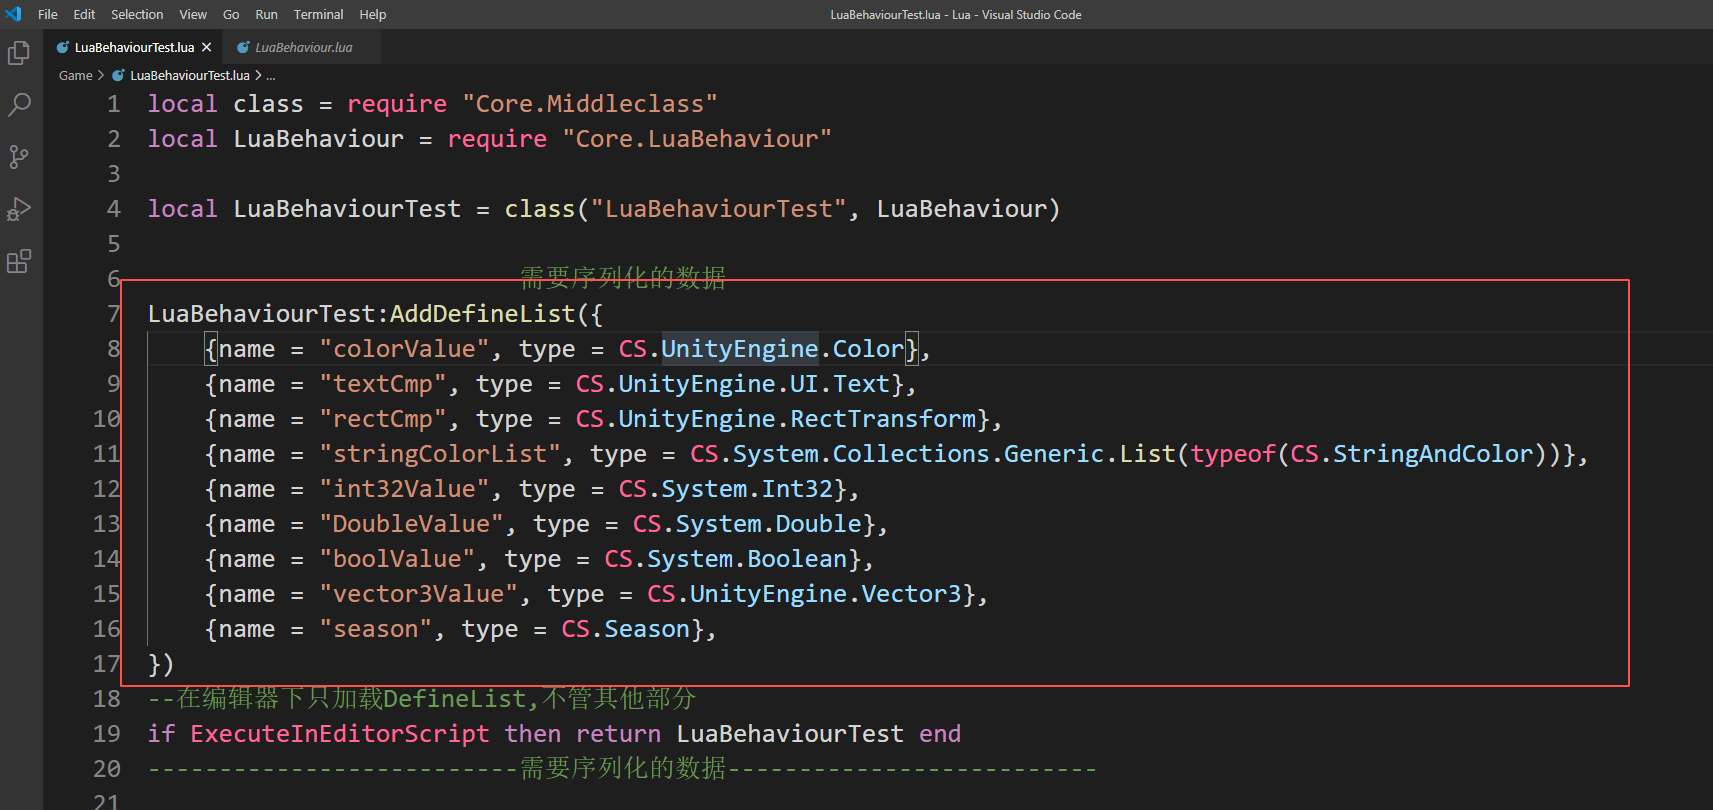 File Edit Selection View Go Run Terminal Help LuaBehaviourTest.lua - Lua - Visual Studio Code
LuaBehaviourTest.lua LuaBehaviour.lua
Game > LuaBehaviourTest.lua > ...
1 local class = require "Core.Middleclass"
2 local LuaBehaviour = require "Core.LuaBehaviour"
3
4 local LuaBehaviourTest = class("LuaBehaviourTest", LuaBehaviour)
5
6 需要序列化的数据
7 LuaBehaviourTest:AddDefineList({
8 {name = "colorValue", type = CS.UnityEngine.Color},
9 {name = "textCmp", type = CS.UnityEngine.UI.Text},
10 {name = "rectCmp", type = CS.UnityEngine.RectTransform},
11 {name = "stringColorList", type = CS.System.Collections.Generic.List(typeof(CS.StringAndColor))},
12 {name = "int32Value", type = CS.System.Int32},
13 {name = "DoubleValue", type = CS.System.Double},
14 {name = "boolValue", type = CS.System.Boolean},
15 {name = "vector3Value", type = CS.UnityEngine.Vector3},
16 {name = "season", type = CS.Season},
17 })
18 --在编辑器下只加载DefineList,不管其他部分
19 if ExecuteInEditorScript then return LuaBehaviourTest end
20 --------------------------需要序列化的数据--------------------------
21